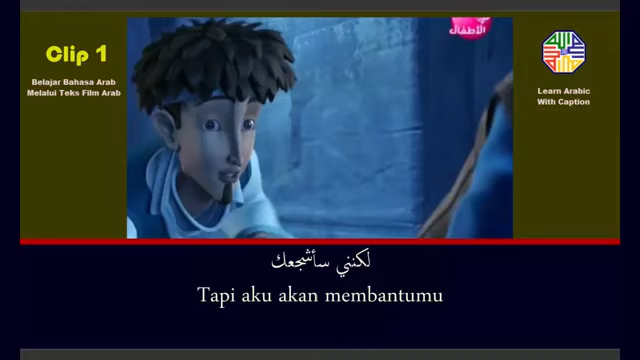 Clip 1
Belajar Bahasa Arab
Melalui Teks Film Arab
الأطفال
Learn Arabic
With Caption
لكنني سأشجعك
Tapi aku akan membantumu